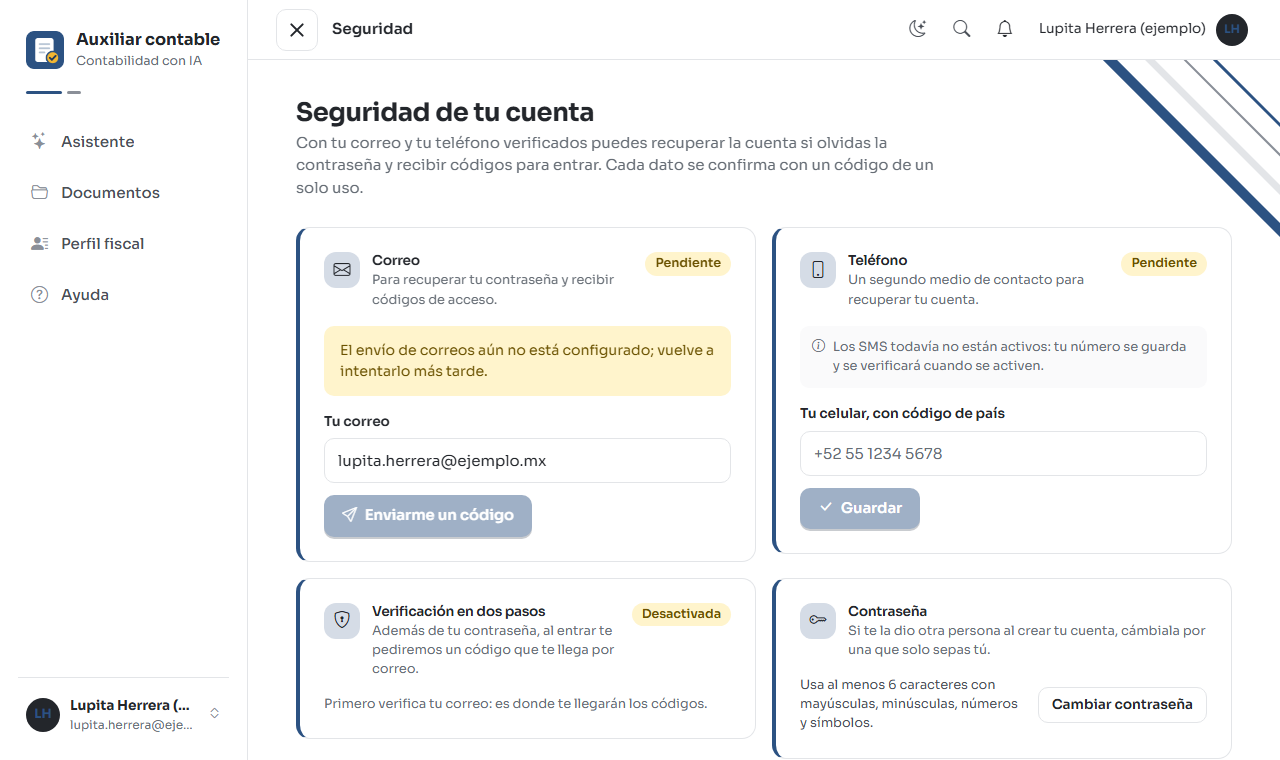 Auxiliar contable
Contabilidad con IA
Asistente
Documentos
Perfil fiscal
Ayuda
Lupita Herrera (...
lupita.herrera@eje...
LH
Seguridad
Lupita Herrera (ejemplo)
LH
Seguridad de tu cuenta
Con tu correo y tu teléfono verificados puedes recuperar la cuenta si olvidas la
contraseña y recibir códigos para entrar. Cada dato se confirma con un código de un
solo uso.
Correo
Pendiente
Para recuperar tu contraseña y recibir
códigos de acceso.
El envío de correos aún no está configurado; vuelve a
intentarlo más tarde.
Tu correo
lupita.herrera@ejemplo.mx
Enviarme un código
Teléfono
Pendiente
Un segundo medio de contacto para
recuperar tu cuenta.
Los SMS todavía no están activos: tu número se guarda
y se verificará cuando se activen.
Tu celular, con código de país
+52 55 1234 5678
Guardar
Verificación en dos pasos
Desactivada
Además de tu contraseña, al entrar te
pediremos un código que te llega por
correo.
Primero verifica tu correo: es donde te llegarán los códigos.
Contraseña
Si te la dio otra persona al crear tu cuenta, cámbiala por
una que solo sepas tú.
Usa al menos 6 caracteres con
mayúsculas, minúsculas, números
y símbolos.
Cambiar contraseña